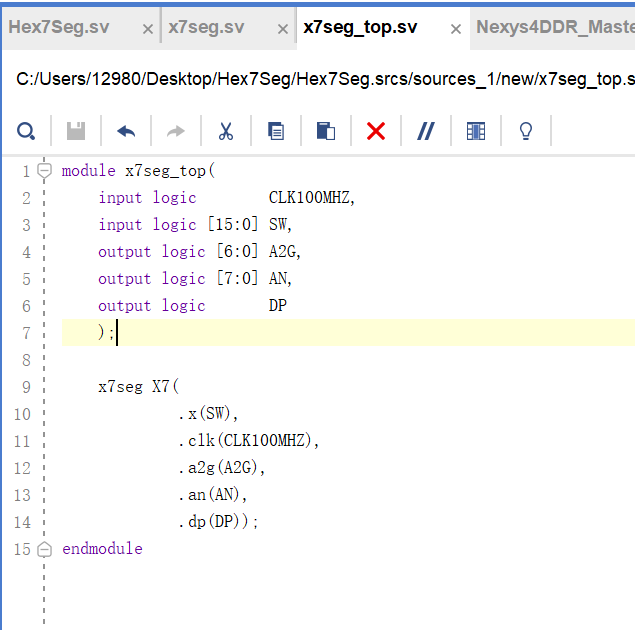 Hex7Seg.sv × x7seg.sv × x7seg_top.sv × Nexys4DDR_Maste
C:/Users/12980/Desktop/Hex7Seg/Hex7Seg.srcs/sources_1/new/x7seg_top.s
1 module x7seg_top(
2 input logic CLK100MHZ,
3 input logic [15:0] SW,
4 output logic [6:0] A2G,
5 output logic [7:0] AN,
6 output logic DP
7 );
8
9 x7seg X7(
10 .x(SW),
11 .clk(CLK100MHZ),
12 .a2g(A2G),
13 .an(AN),
14 .dp(DP));
15 endmodule